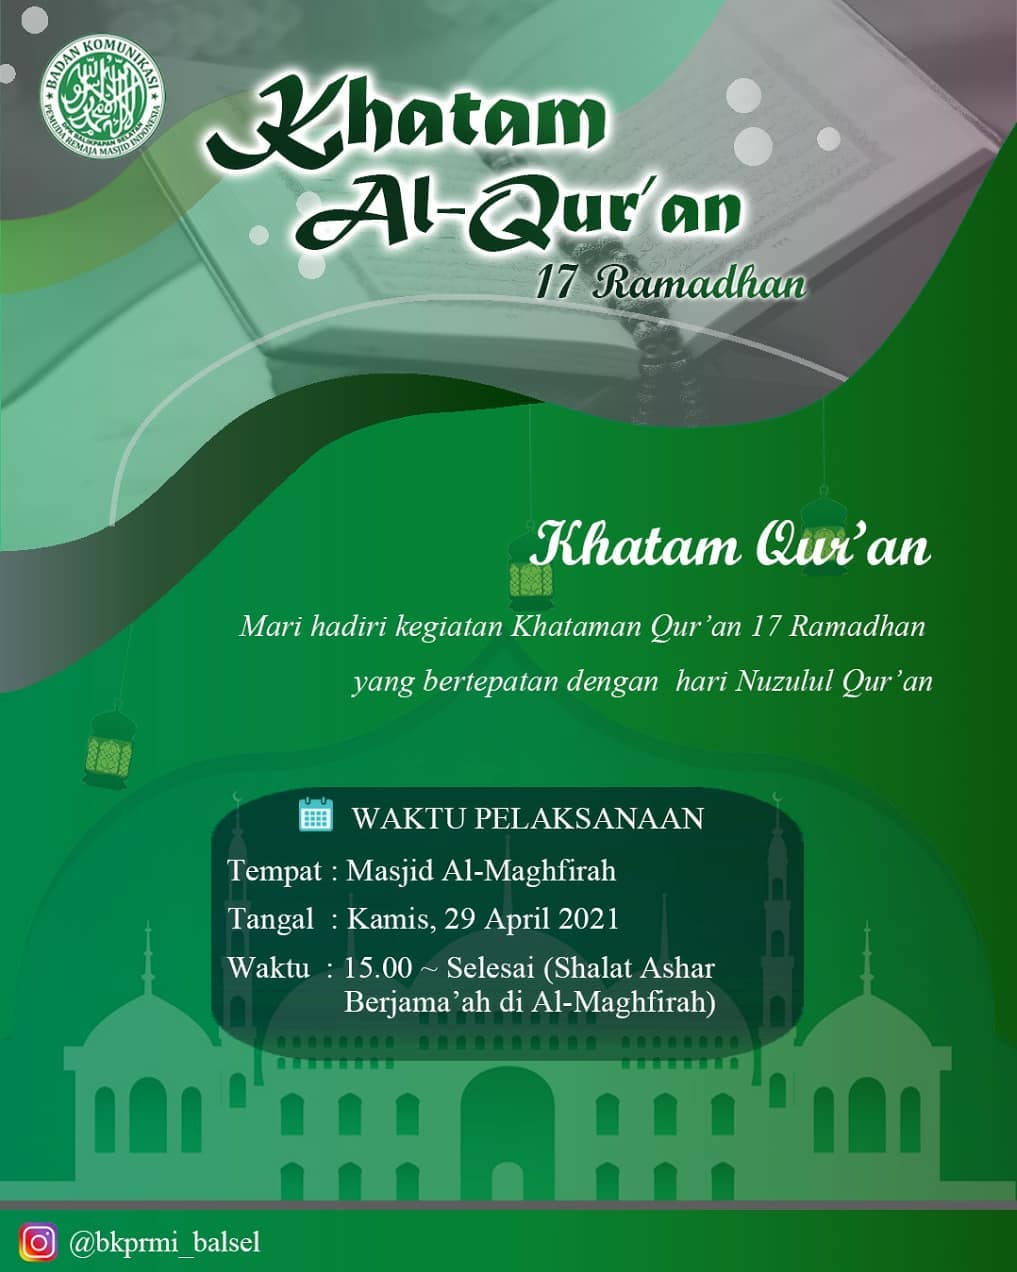 BADAN KOMUNIKASI
PEMUDA REMAJA MASJID INDONESIA
Khatam
Al-Qur'an
17 Ramadhan
Khatam Qur'an
Mari hadiri kegiatan Khataman Qur'an 17 Ramadhan
yang bertepatan dengan hari Nuzulul Qur'an
WAKTU PELAKSANAAN
Tempat : Masjid Al-Maghfirah
Tangal : Kamis, 29 April 2021
Waktu : 15.00 ~ Selesai (Shalat Ashar
Berjama'ah di Al-Maghfirah)
@bkprmi_balsel